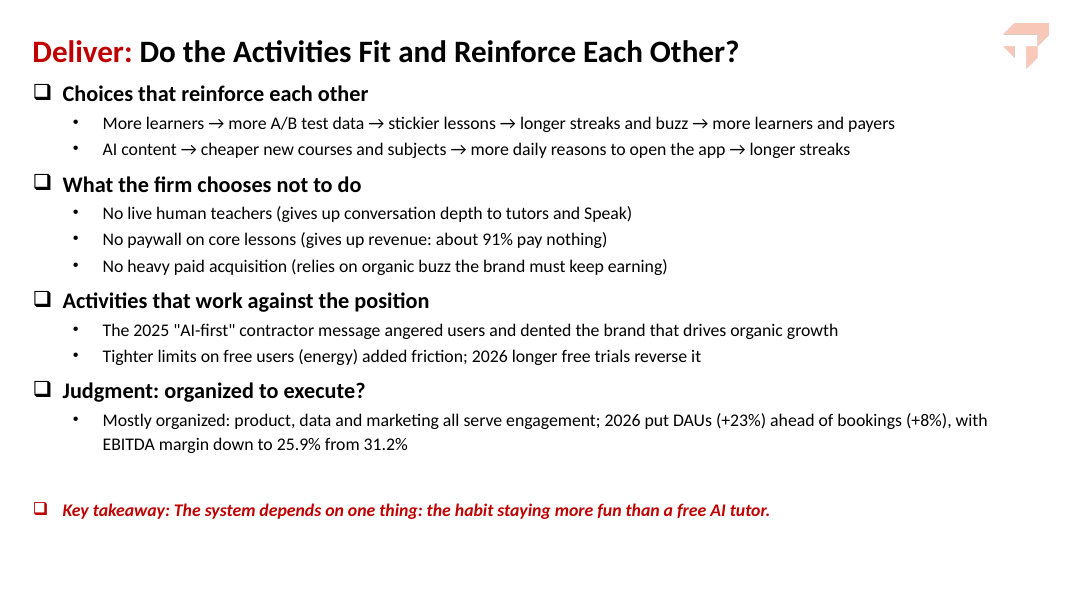 Deliver: Do the Activities Fit and Reinforce Each Other?
❑ Choices that reinforce each other
• More learners → more A/B test data → stickier lessons → longer streaks and buzz → more learners and payers
• AI content → cheaper new courses and subjects → more daily reasons to open the app → longer streaks
❑ What the firm chooses not to do
• No live human teachers (gives up conversation depth to tutors and Speak)
• No paywall on core lessons (gives up revenue: about 91% pay nothing)
• No heavy paid acquisition (relies on organic buzz the brand must keep earning)
❑ Activities that work against the position
• The 2025 "AI-first" contractor message angered users and dented the brand that drives organic growth
• Tighter limits on free users (energy) added friction; 2026 longer free trials reverse it
❑ Judgment: organized to execute?
• Mostly organized: product, data and marketing all serve engagement; 2026 put DAUs (+23%) ahead of bookings (+8%), with
EBITDA margin down to 25.9% from 31.2%
❑ Key takeaway: The system depends on one thing: the habit staying more fun than a free AI tutor.